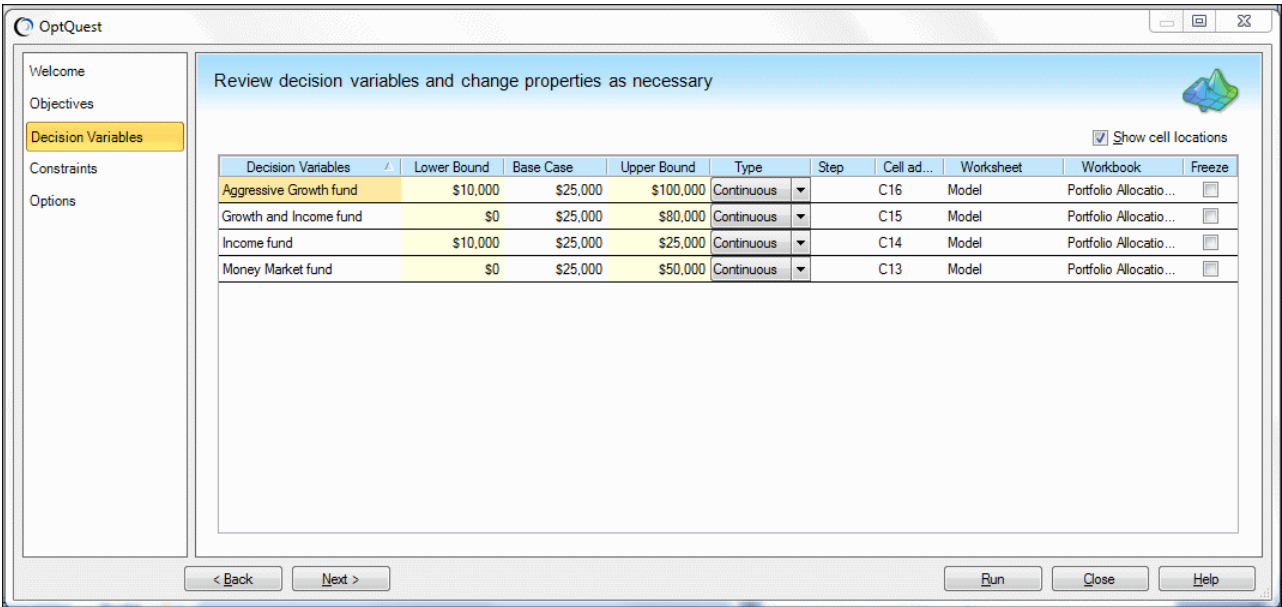 OptQuest
Welcome
Objectives
Decision Variables
Constraints
Options
Review decision variables and change properties as necessary
Show cell locations
Decision Variables Lower Bound Base Case Upper Bound Type Step Cell ad... Worksheet Workbook Freeze
Aggressive Growth fund $10,000 $25,000 $100,000 Continuous C16 Model Portfolio Allocatio...
Growth and Income fund $0 $25,000 $80,000 Continuous C15 Model Portfolio Allocatio...
Income fund $10,000 $25,000 $25,000 Continuous C14 Model Portfolio Allocatio...
Money Market fund $0 $25,000 $50,000 Continuous C13 Model Portfolio Allocatio...
< Back Next > Run Close Help